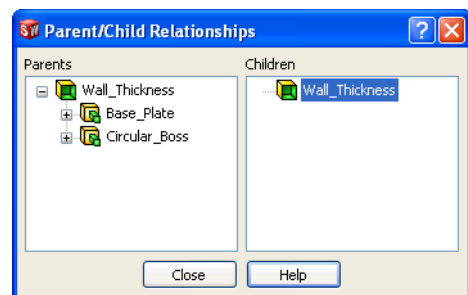 Parent/Child Relationships
Parents
Children
Wall_Thickness
Base_Plate
Circular_Boss
Wall_Thickness
Close
Help